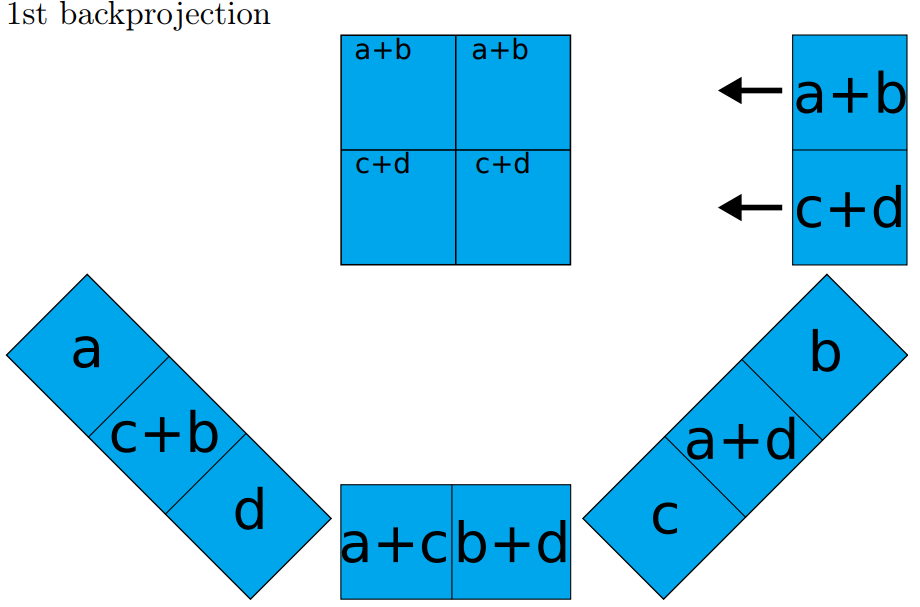 1st backprojection
a+b a+b
a+b
c+d c+d
c+d
a
b
c+b
a+d
d
c
a+c b+d